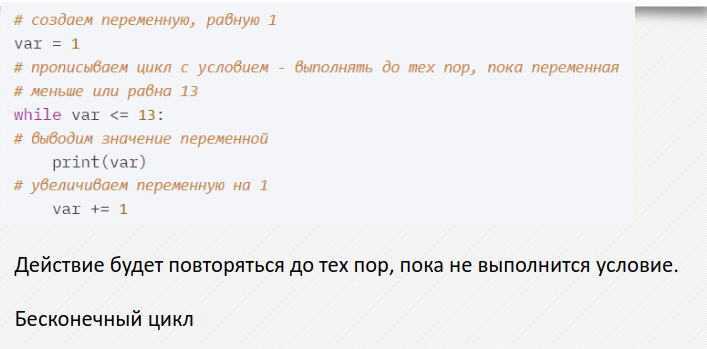 # создаем переменную, равную 1
var = 1
# прописываем цикл с условием - выполнять до тех пор, пока переменная
# меньше или равна 13
while var <= 13:
# выводим значение переменной
    print(var)
# увеличиваем переменную на 1
    var += 1
Действие будет повторяться до тех пор, пока не выполнится условие.
Бесконечный цикл